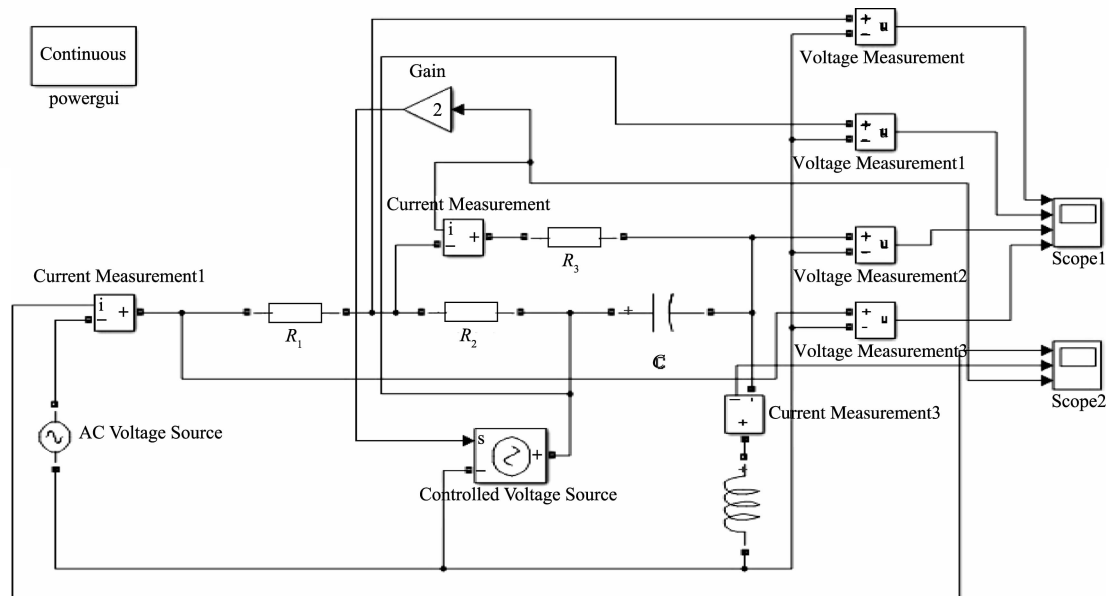 Continuous
powergui
Gain
2
+
−
u
Voltage Measurement
+
−
u
Voltage Measurement1
Current Measurement
i
−
+
R3
+
−
u
Voltage Measurement2
Scope1
Current Measurement1
i
−
+
R1
R2
+
C
+
-
u
Voltage Measurement3
Scope2
AC Voltage Source
s
−
+
Controlled Voltage Source
−
i
+
Current Measurement3
+